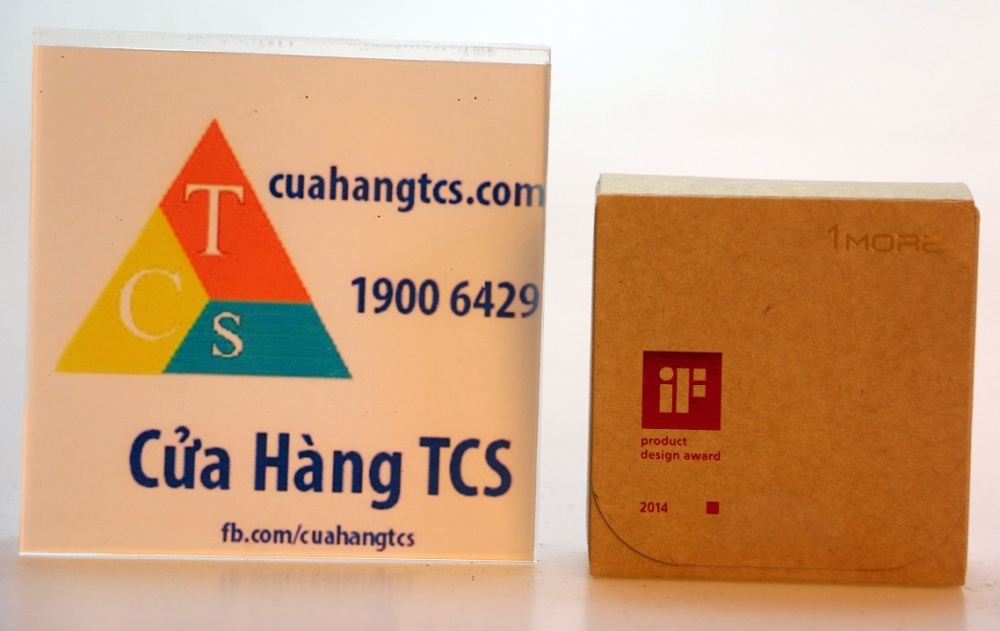 T
C
S
cuahangtcs.com
1900 6429
Cửa Hàng TCS
fb.com/cuahangtcs
1MORE
iF
product
design award
2014